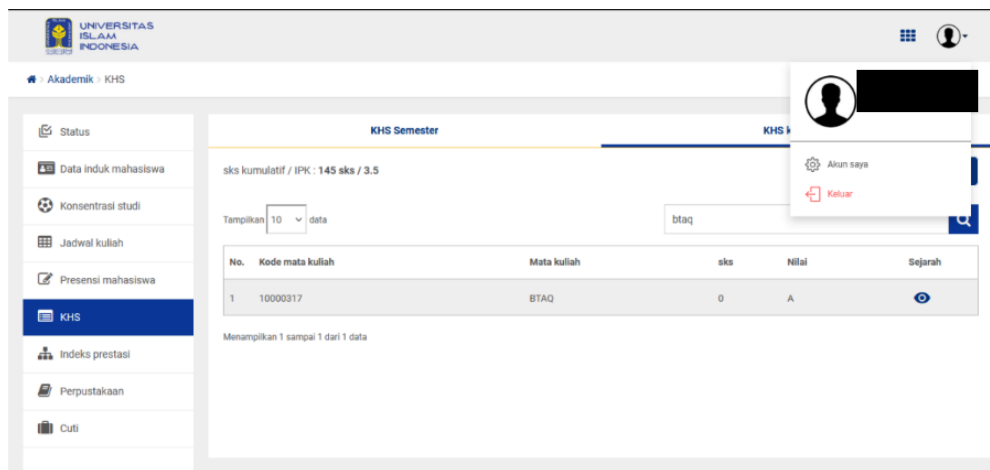 UNIVERSITAS
ISLAM
INDONESIA
Akademik > KHS
Status
Data induk mahasiswa
Konsentrasi studi
Jadwal kuliah
Presensi mahasiswa
KHS
Indeks prestasi
Perpustakaan
Cuti
KHS Semester
KHS
sks kumulatif / IPK : 145 sks / 3.5
Akun saya
Keluar
Tampilkan 10 data
btaq
No. Kode mata kuliah Mata kuliah sks Nilai Sejarah
1 10000317 BTAQ 0 A
Menampilkan 1 sampai 1 dari 1 data